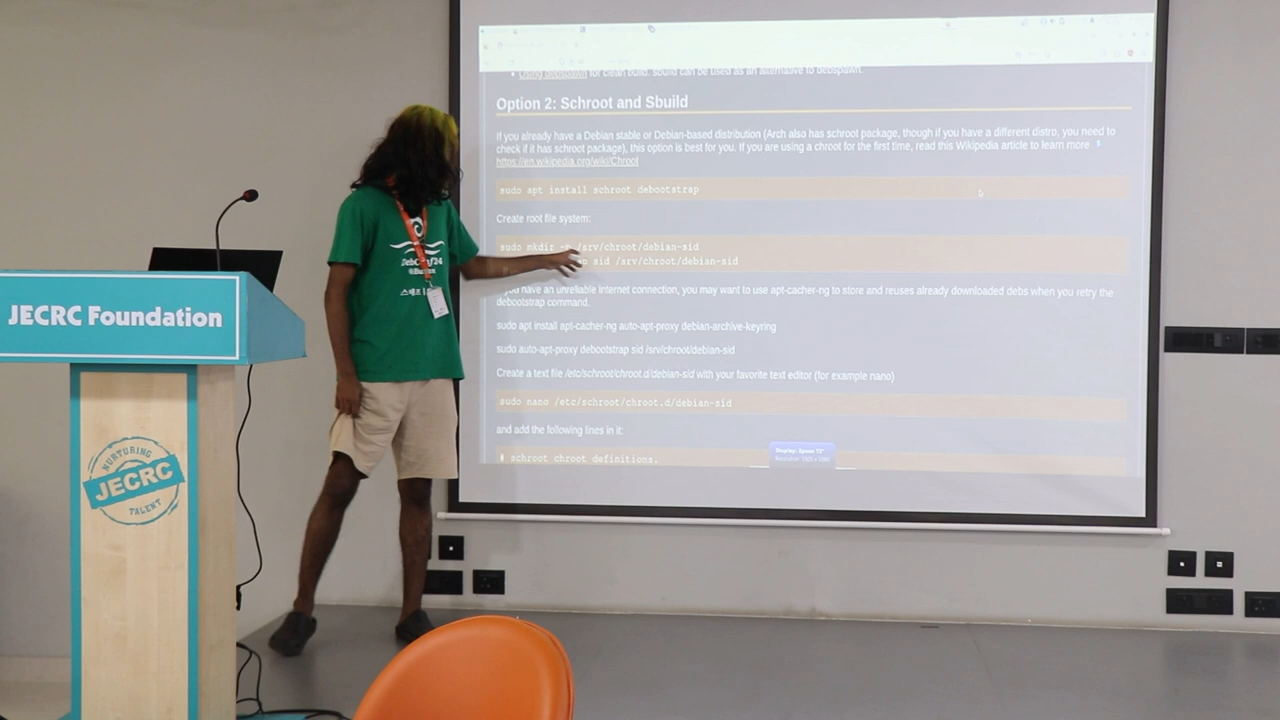 Using debspawn for clean build. sbuild can be used as an alternative to debspawn.
Option 2: Schroot and Sbuild
If you already have a Debian stable or Debian-based distribution (Arch also has schroot package, though if you have a different distro, you need to
check if it has schroot package), this option is best for you. If you are using a chroot for the first time, read this Wikipedia article to learn more
https://en.wikipedia.org/wiki/Chroot
sudo apt install schroot debootstrap
Create root file system:
sudo mkdir -p /srv/chroot/debian-sid
sid /srv/chroot/debian-sid
you have an unreliable internet connection, you may want to use apt-cacher-ng to store and reuses already downloaded debs when you retry the
debootstrap command.
sudo apt install apt-cacher-ng auto-apt-proxy debian-archive-keyring
sudo auto-apt-proxy debootstrap sid /srv/chroot/debian-sid
Create a text file /etc/schroot/chroot.d/debian-sid with your favorite text editor (for example nano)
sudo nano /etc/schroot/chroot.d/debian-sid
and add the following lines in it:
# schroot chroot definitions.
Display: Epson
JECRC Foundation
NURTURING
JECRC
TALENT
DebConf24
@Busan